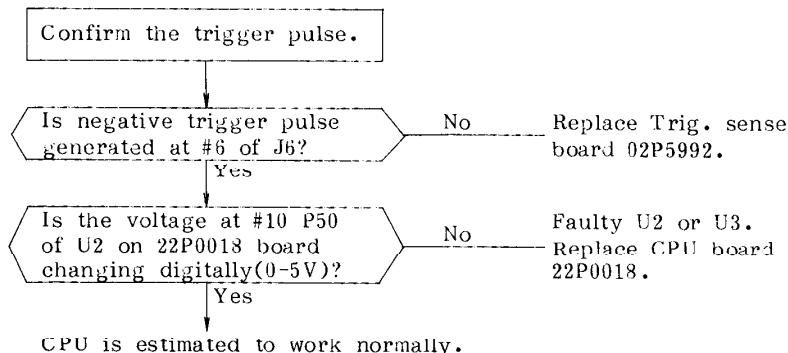 Confirm the trigger pulse.
Is negative trigger pulse
generated at #6 of J6?
No
Replace Trig. sense
board 02P5992.
Yes
Is the voltage at #10 P50
of U2 on 22P0018 board
changing digitally(0-5V)?
No
Faulty U2 or U3.
Replace CPU board
22P0018.
Yes
CPU is estimated to work normally.